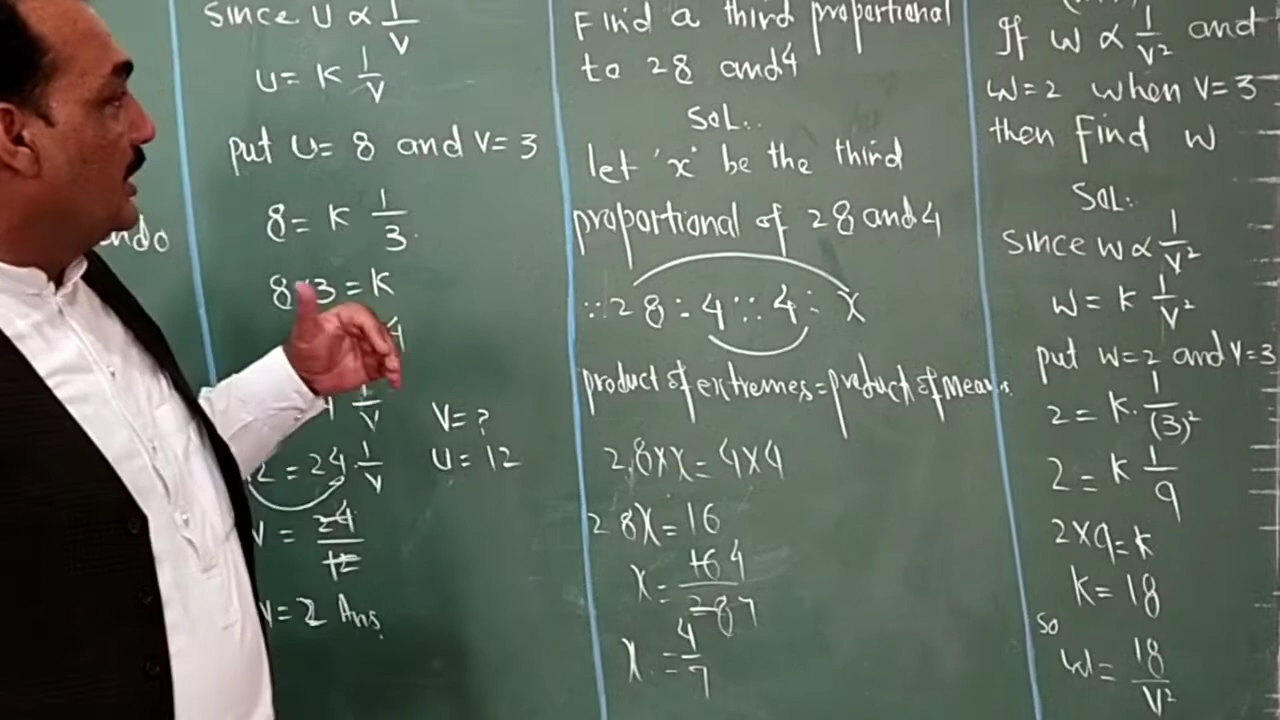 ndo
Since U ∝ 1/V
U = K 1/V
put U = 8 and V = 3
8 = K 1/3
8×3 = K
4
1/V
V = ?
U = 12
2 = 24 · 1/V
V = 24/12
V = 2 Ans
Find a third proportional
to 28 and 4
SOL:.
let 'x' be the third
proportional of 28 and 4
∵ 28 : 4 :: 4 : x
product of extremes = product of means
28 × x = 4×4
28x = 16
x = 16 4/28 7
x = 4/7
If W ∝ 1/V² and
W = 2 when V = 3
then find W
SOL:.
Since W ∝ 1/V²
W = K 1/V²
put W = 2 and V = 3
2 = K · 1/(3)²
2 = K 1/9
2×9 = K
K = 18
so
W = 18/V²